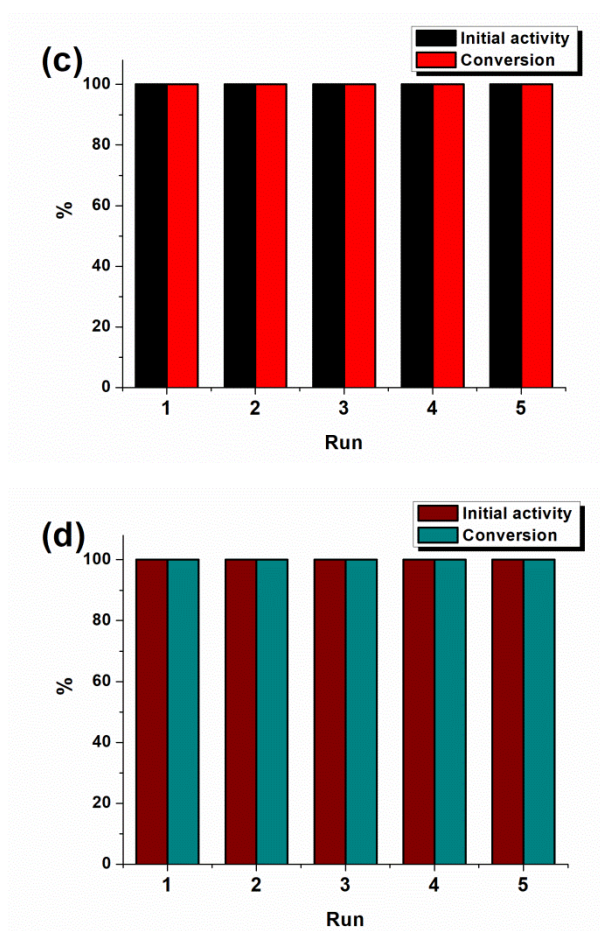 (c)
Initial activity
Conversion
100
80
60
40
20
0
%
1 2 3 4 5
Run
(d)
Initial activity
Conversion
100
80
60
40
20
0
%
1 2 3 4 5
Run